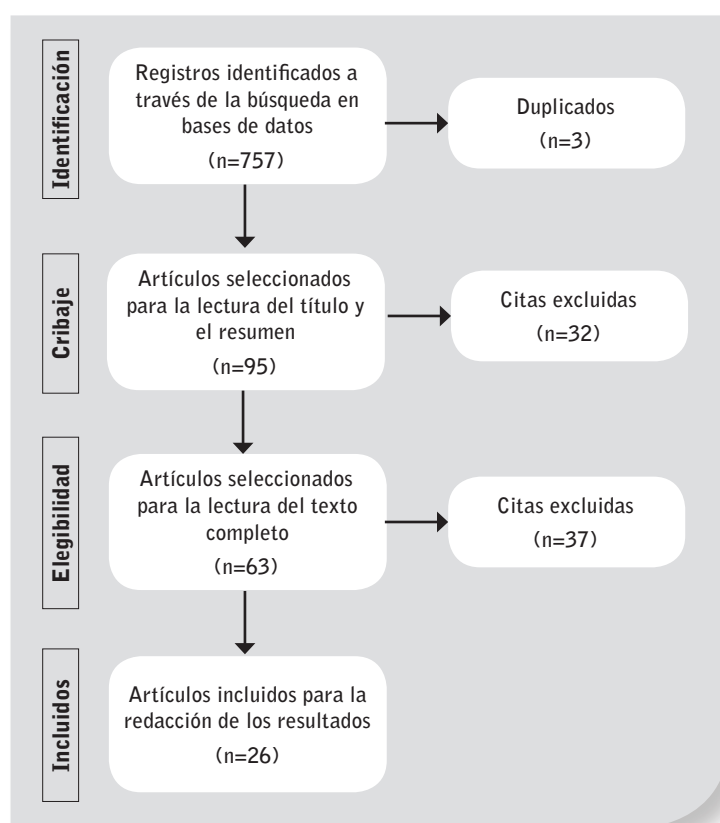 Identificación
Registros identificados a
través de la búsqueda en
bases de datos
(n=757)
Duplicados
(n=3)
Cribaje
Artículos seleccionados
para la lectura del título y
el resumen
(n=95)
Citas excluidas
(n=32)
Elegibilidad
Artículos seleccionados
para la lectura del texto
completo
(n=63)
Citas excluidas
(n=37)
Incluidos
Artículos incluidos para la
redacción de los resultados
(n=26)